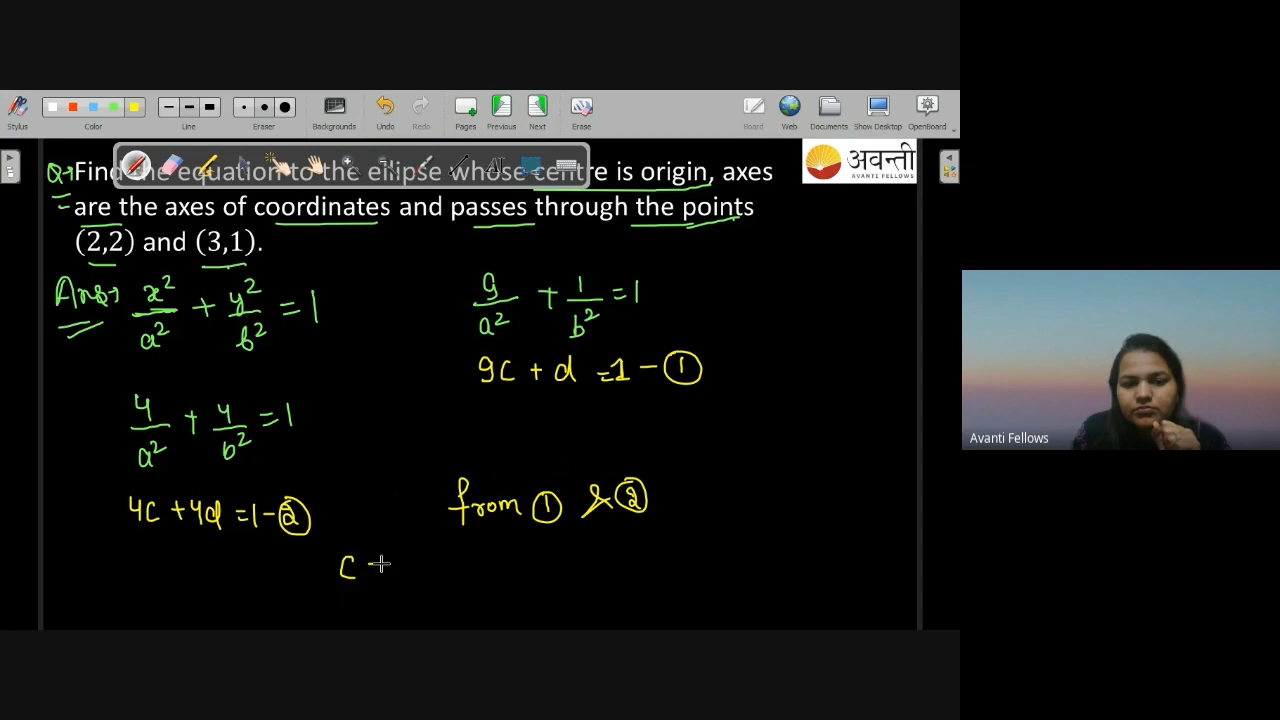 Stylus Color Line Eraser Backgrounds Undo Redo Pages Previous Next Erase Board Web Documents Show Desktop OpenBoard
अवन्ती
AVANTI FELLOWS
Q→ Find the equation to the ellipse whose centre is origin, axes
are the axes of coordinates and passes through the points
(2,2) and (3,1).
Ans→ x²/a² + y²/b² = 1
4/a² + 4/b² = 1
4c + 4d = 1 - ②
9/a² + 1/b² = 1
9c + d = 1 - ①
from ① & ②
c
Avanti Fellows